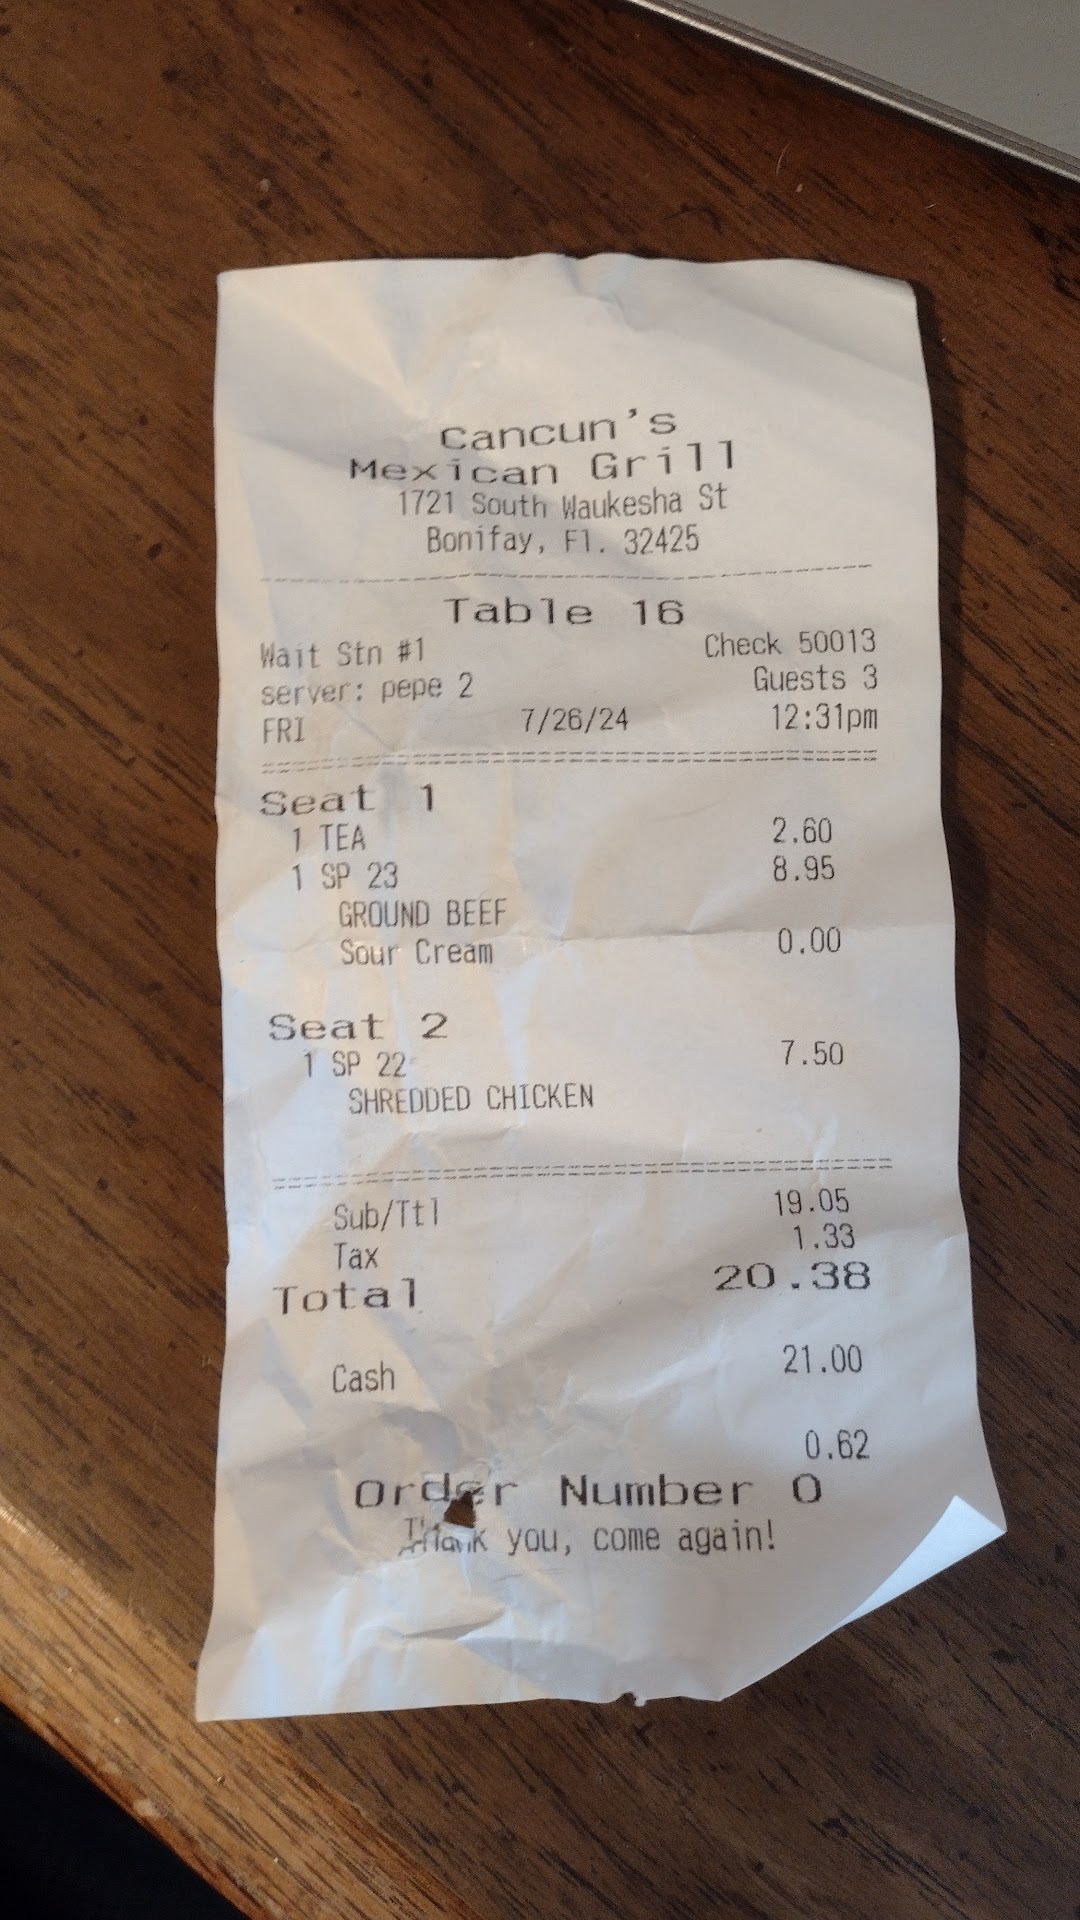 Cancun's
Mexican Grill
1721 South Waukesha St
Bonifay, Fl. 32425
Table 16
Wait Stn #1 Check 50013
server: pepe 2 Guests 3
FRI 7/26/24 12:31pm
Seat 1
1 TEA 2.60
1 SP 23 8.95
GROUND BEEF
Sour Cream 0.00
Seat 2
1 SP 22 7.50
SHREDDED CHICKEN
Sub/Ttl 19.05
Tax 1.33
Total 20.38
Cash 21.00
0.62
Order Number 0
Thank you, come again!